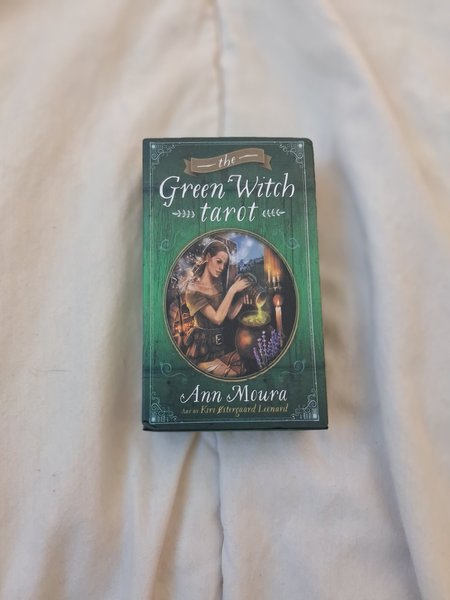 the
Green Witch
tarot
Ann Moura
Art by Kiri Østergaard Leonard